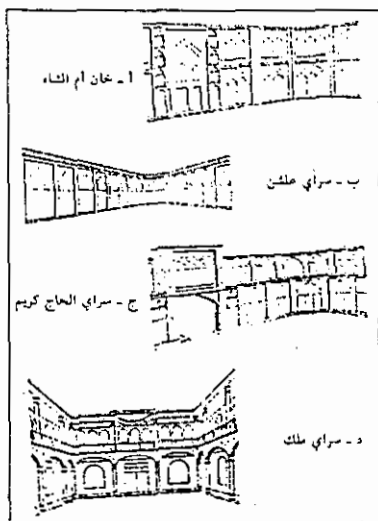 أ ـ خان أم الشاه
ب ـ سراي علشن
ج ـ سراي الحاج كريم
د ـ سراي ملك